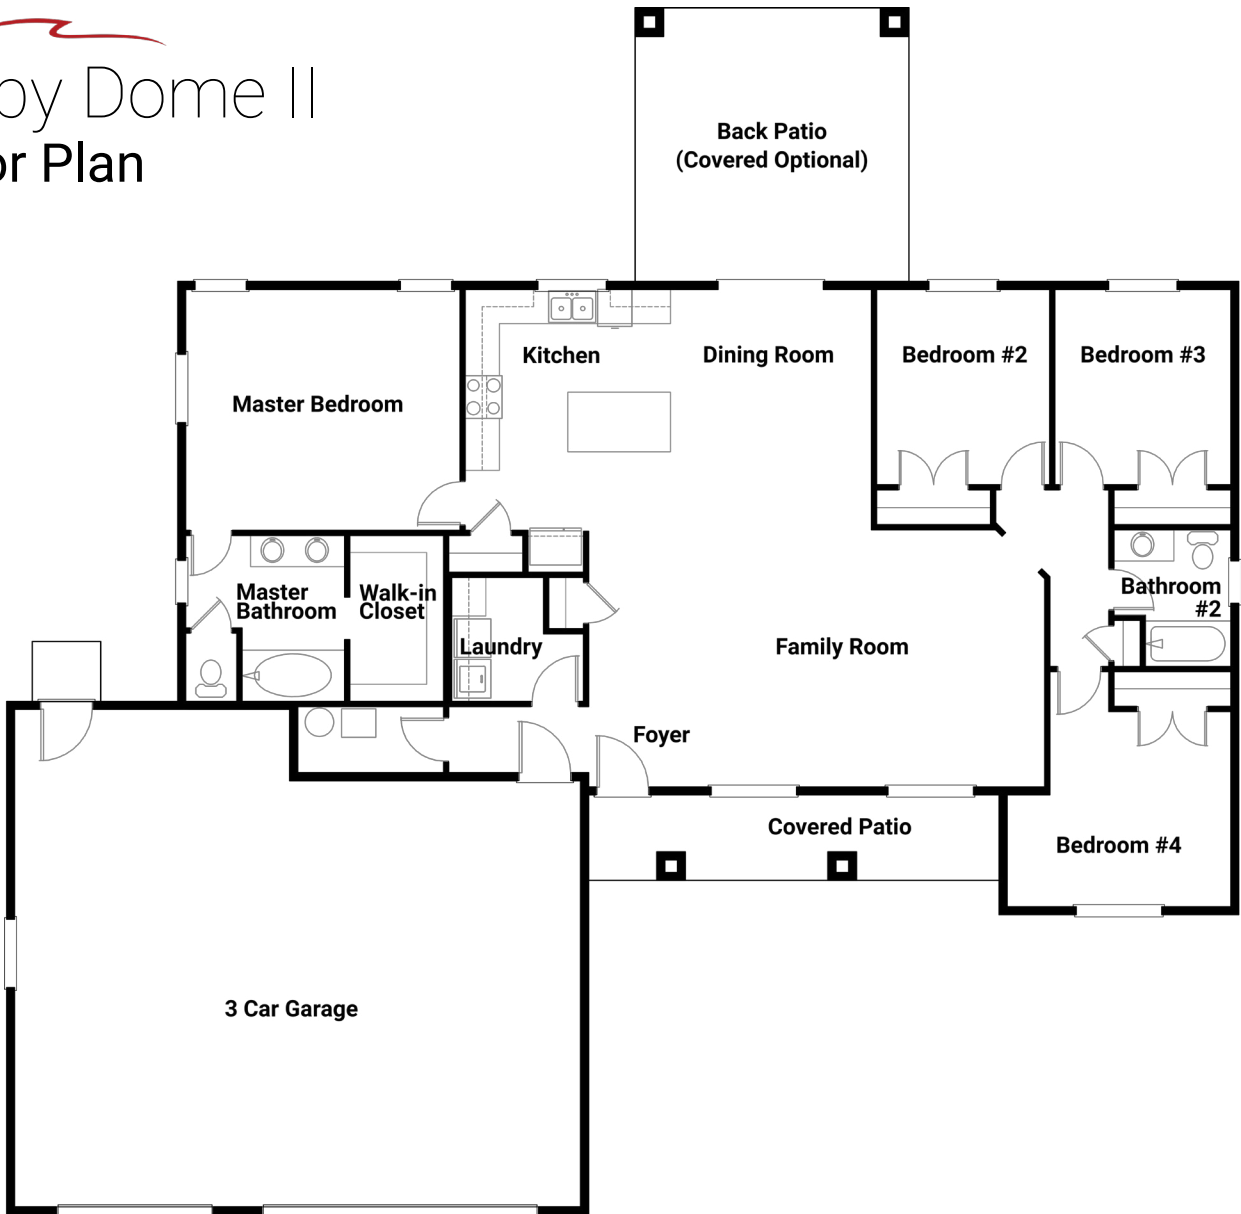 by Dome II
or Plan
Back Patio
(Covered Optional)
Kitchen
Dining Room
Bedroom #2
Bedroom #3
Master Bedroom
Master
Bathroom
Walk-in
Closet
Bathroom
#2
Laundry
Family Room
Foyer
Covered Patio
Bedroom #4
3 Car Garage